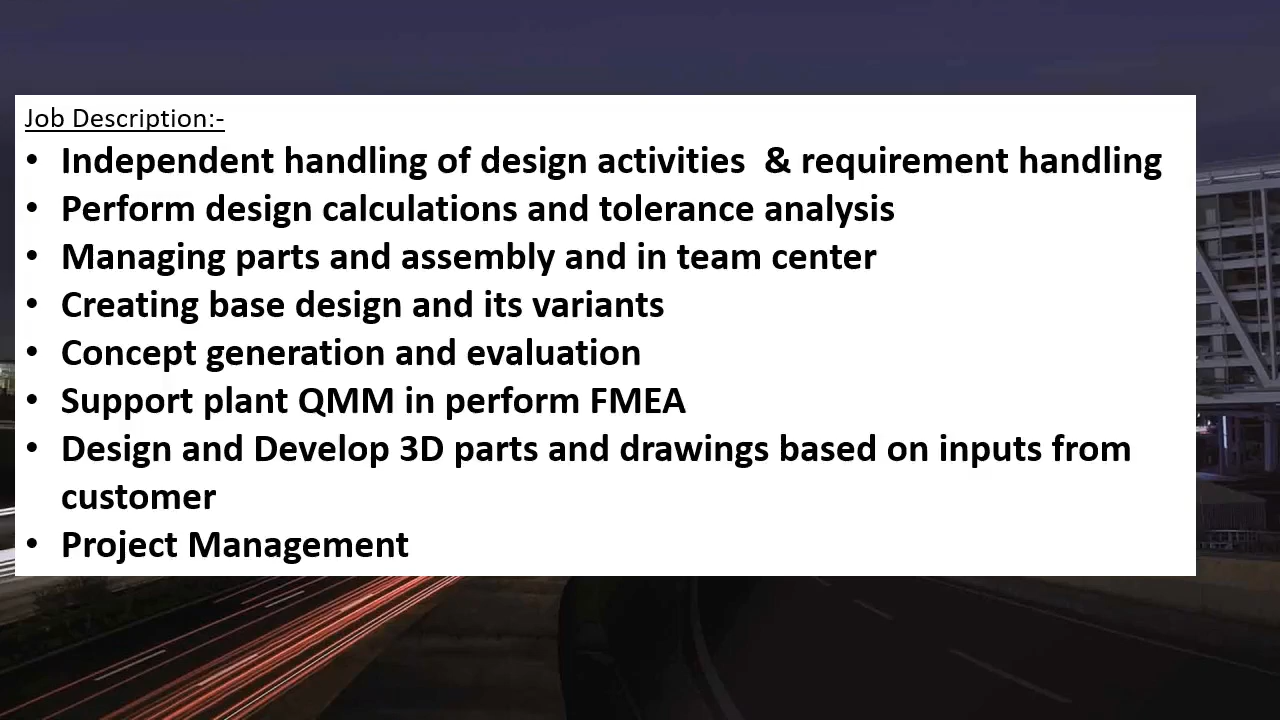 Job Description:-
• Independent handling of design activities  & requirement handling
• Perform design calculations and tolerance analysis
• Managing parts and assembly and in team center
• Creating base design and its variants
• Concept generation and evaluation
• Support plant QMM in perform FMEA
• Design and Develop 3D parts and drawings based on inputs from
customer
• Project Management